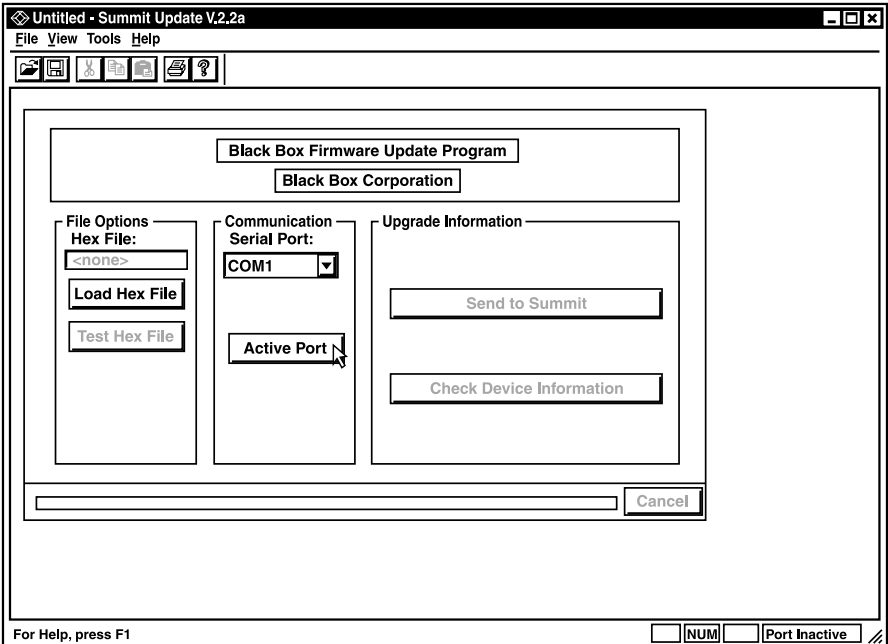 Untitled - Summit Update V.2.2a
File View Tools Help
Black Box Firmware Update Program
Black Box Corporation
File Options
Hex File:
<none>
Load Hex File
Test Hex File
Communication
Serial Port:
COM1
Active Port
Upgrade Information
Send to Summit
Check Device Information
Cancel
For Help, press F1
NUM
Port Inactive